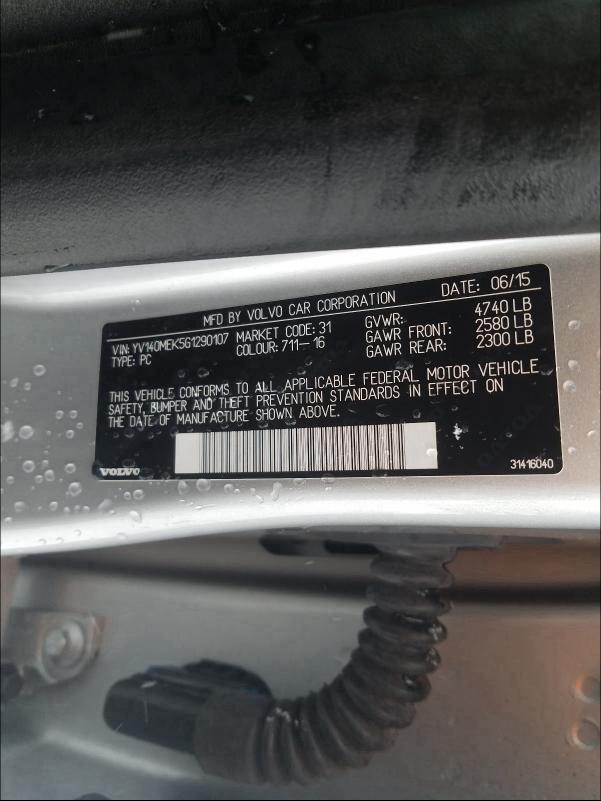 MFD BY VOLVO CAR CORPORATION DATE: 06/15
VIN: YV140MEK5G1290107 MARKET CODE: 31 GVWR: 4740 LB
TYPE: PC COLOUR: 711-16 GAWR FRONT: 2580 LB
GAWR REAR: 2300 LB
THIS VEHICLE CONFORMS TO ALL APPLICABLE FEDERAL MOTOR VEHICLE
SAFETY, BUMPER AND THEFT PREVENTION STANDARDS IN EFFECT ON
THE DATE OF MANUFACTURE SHOWN ABOVE.
VOLVO 31416040